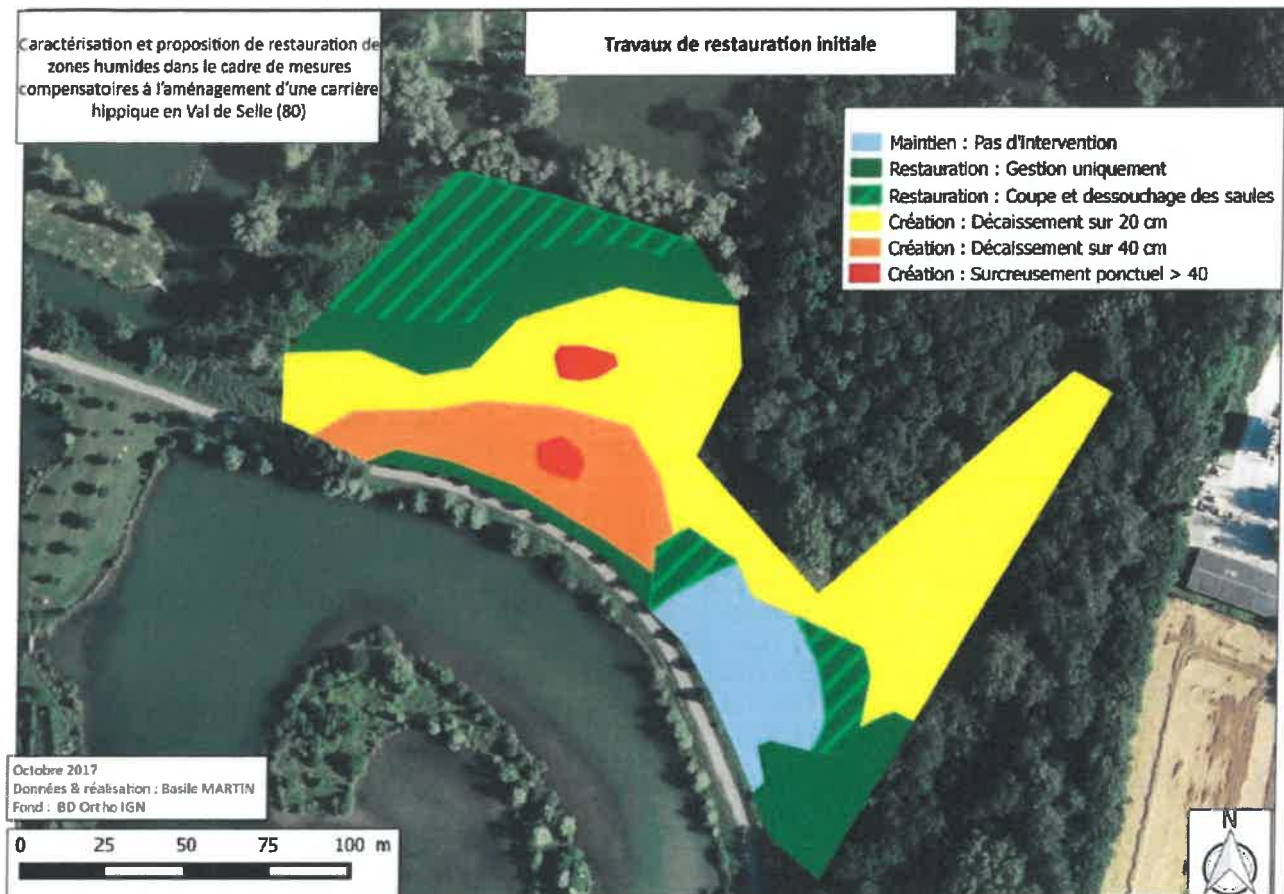 Caractérisation et proposition de restauration de
zones humides dans le cadre de mesures
compensatoires à l'aménagement d'une carrière
hippique en Val de Selle (80)
Travaux de restauration initiale
Maintien : Pas d'Intervention
Restauration : Gestion uniquement
Restauration : Coupe et dessouchage des saules
Création : Décaissement sur 20 cm
Création : Décaissement sur 40 cm
Création : Surcreusement ponctuel > 40
Octobre 2017
Données & réalisation : Basile MARTIN
Fond : BD Ortho IGN
0 25 50 75 100 m
N